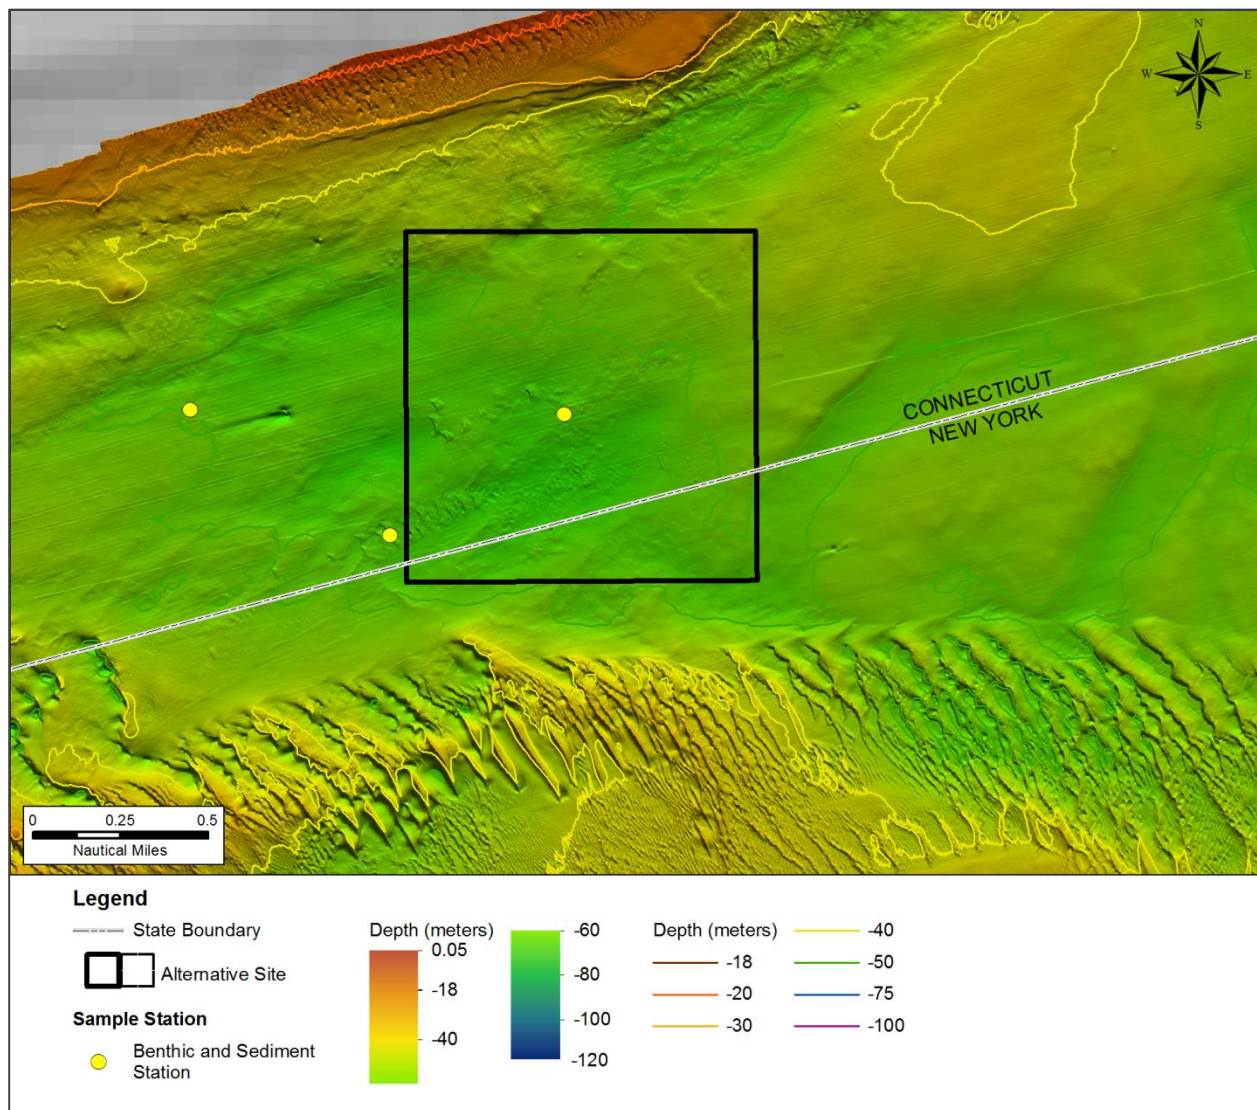 N
W E
S
CONNECTICUT
NEW YORK
0 0.25 0.5
Nautical Miles
Legend
State Boundary
Alternative Site
Sample Station
Benthic and Sediment
Station
Depth (meters)
0.05
-18
-40
-60
-80
-100
-120
Depth (meters)
-18
-20
-30
-40
-50
-75
-100